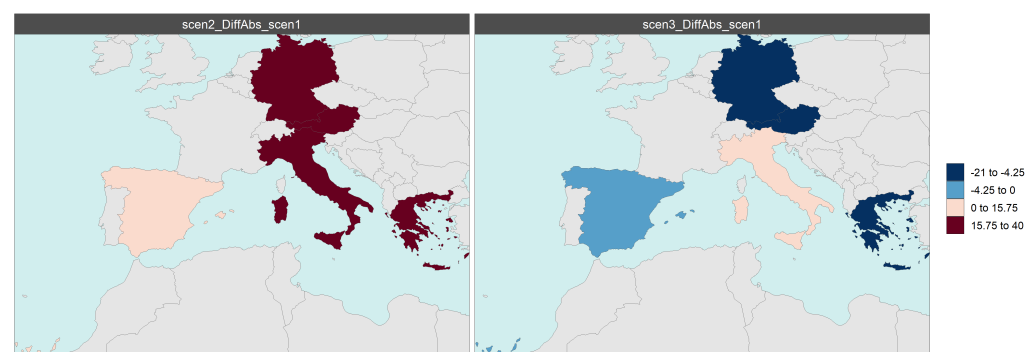 scen2_DiffAbs_scen1
scen3_DiffAbs_scen1
-21 to -4.25
-4.25 to 0
0 to 15.75
15.75 to 40